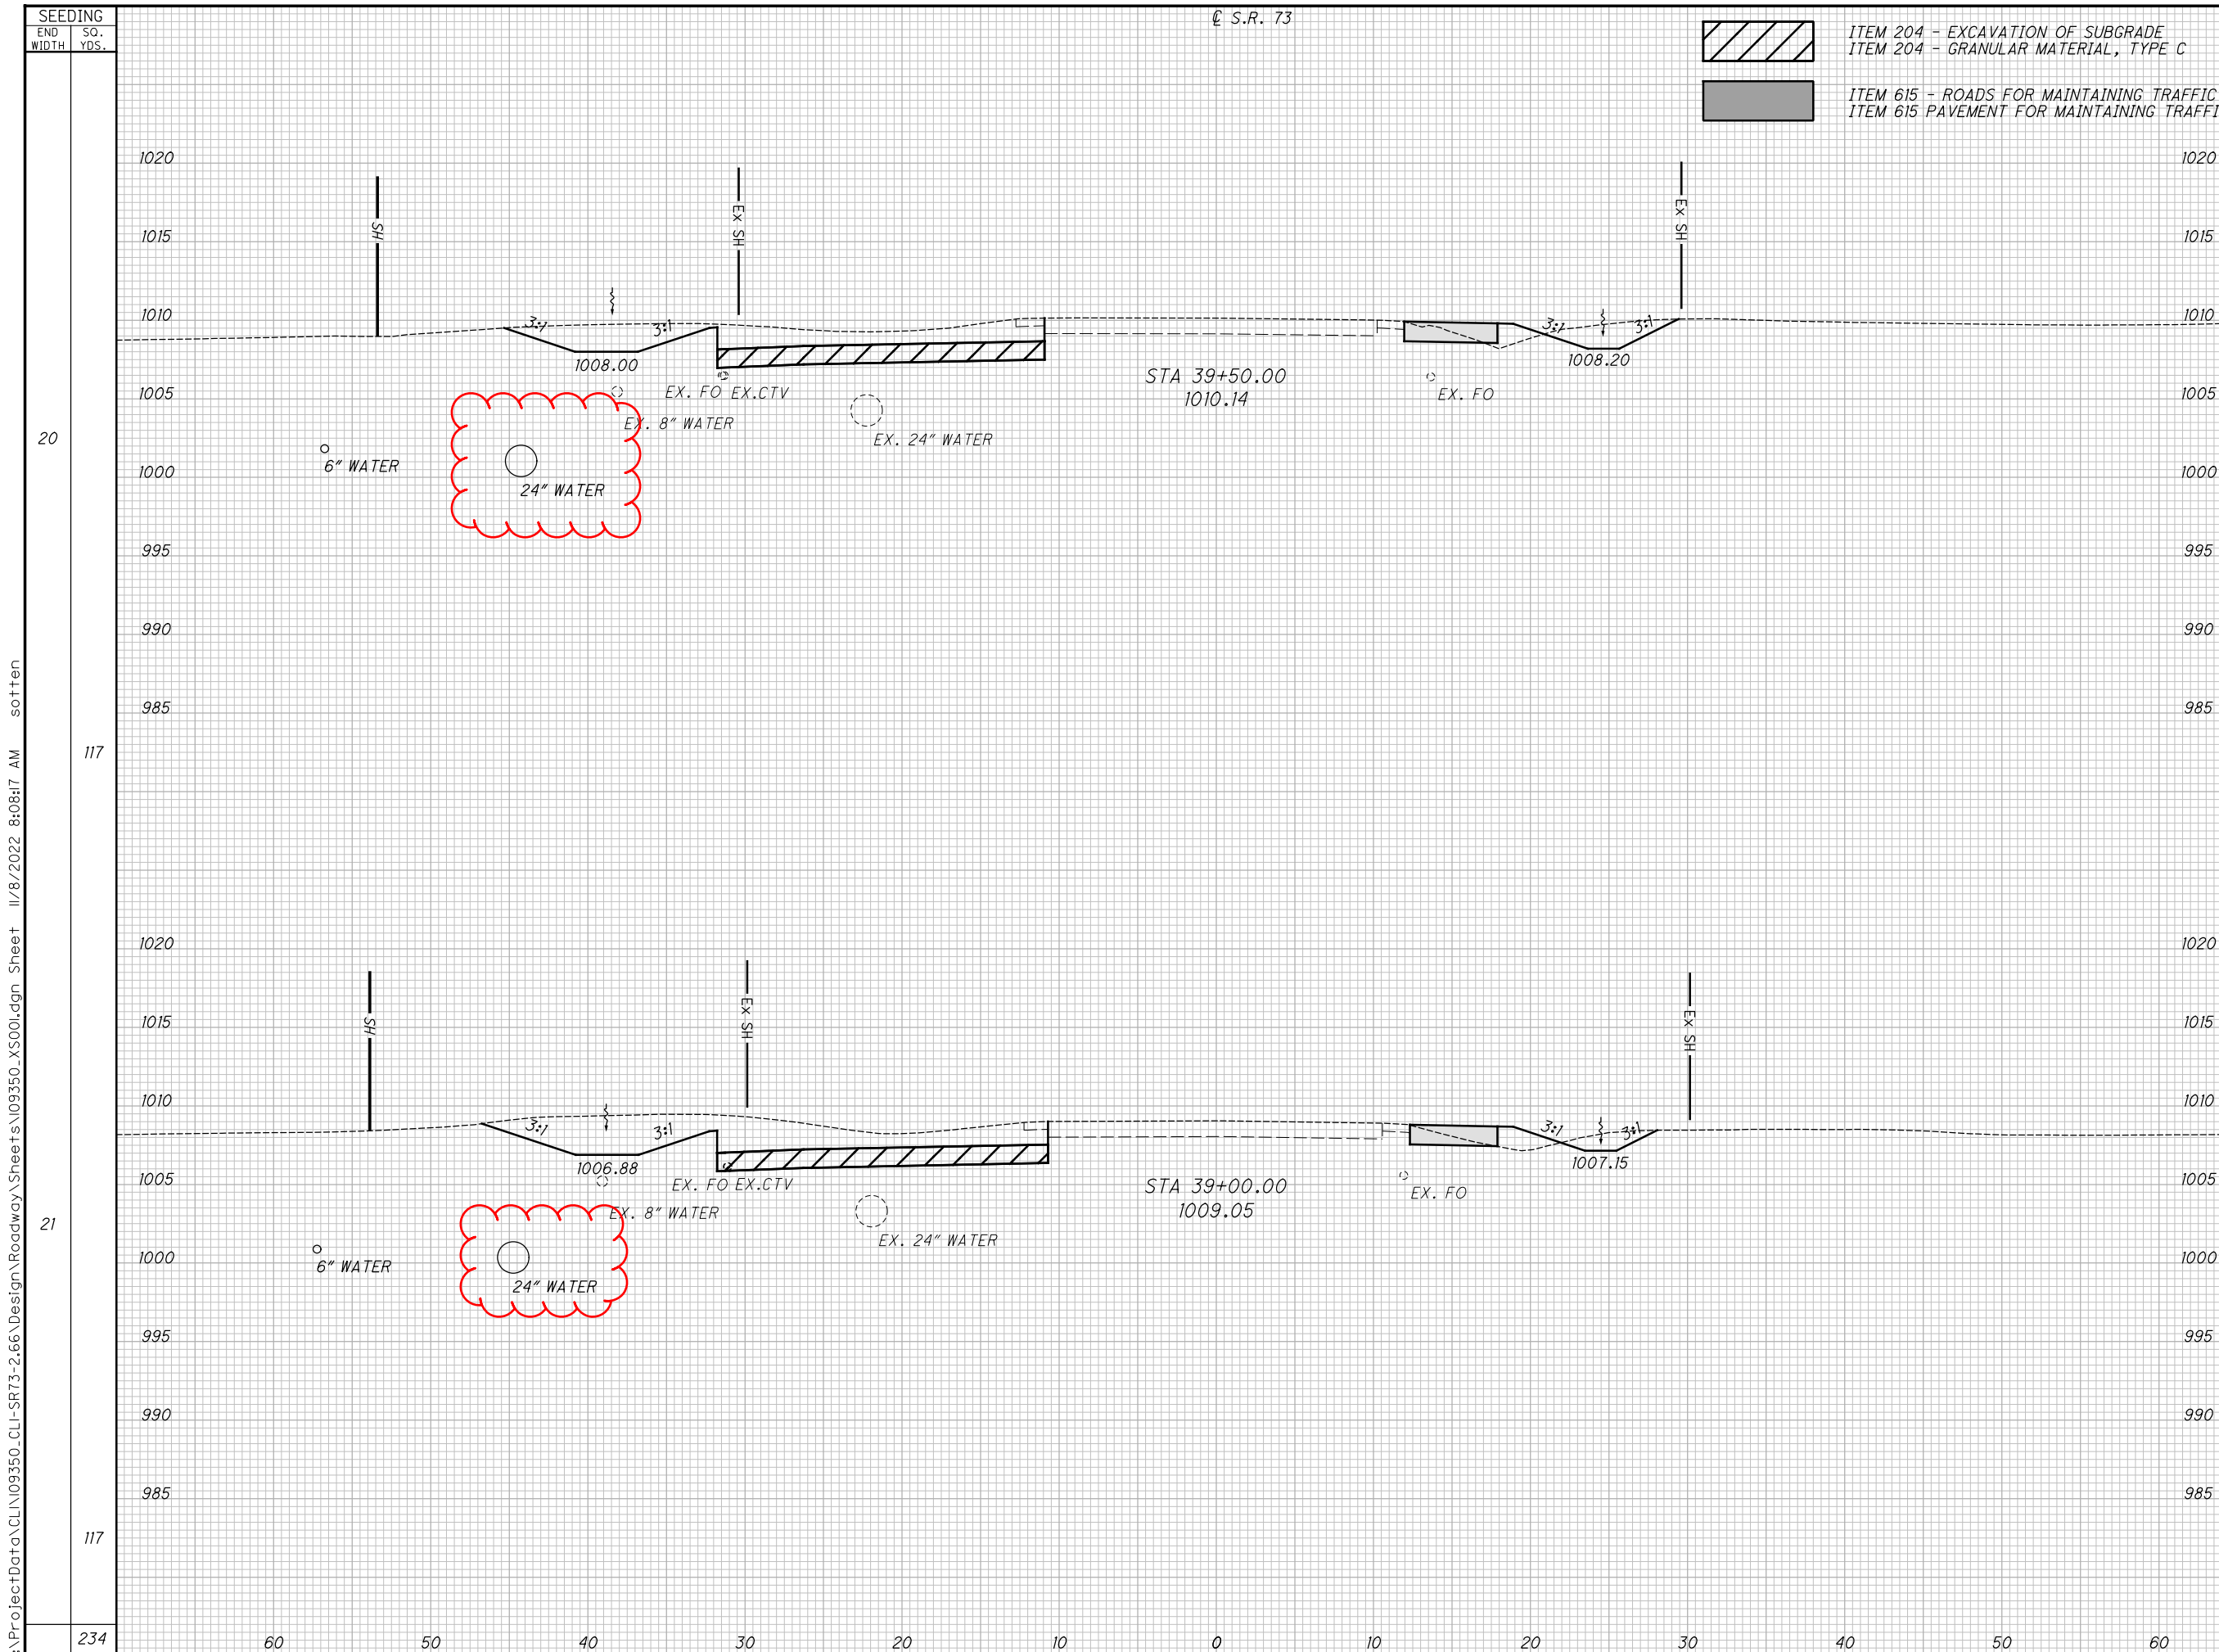 SEEDING
END WIDTH
SQ. YDS.
℄ S.R. 73
ITEM 204 - EXCAVATION OF SUBGRADE
ITEM 204 - GRANULAR MATERIAL, TYPE C
ITEM 615 - ROADS FOR MAINTAINING TRAFFIC
ITEM 615 PAVEMENT FOR MAINTAINING TRAFFI
1020 1020
SH
Ex SH
Ex SH
1015 1015
1010 1010
3:1 3:1 3:1 3:1
1008.00
1008.20
1005 1005
EX. FO EX.CTV
STA 39+50.00
1010.14
EX. FO
EX. 8" WATER
EX. 24" WATER
20
6" WATER
1000 1000
24" WATER
995 995
990 990
985 985
117
1020 1020
SH
Ex SH
Ex SH
1015 1015
1010 1010
3:1 3:1 3:1 3:1
1006.88
1007.15
1005 1005
EX. FO EX.CTV
STA 39+00.00
1009.05
EX. FO
EX. 8" WATER
EX. 24" WATER
21
6" WATER
1000 1000
24" WATER
995 995
990 990
985 985
117
234
60 50 40 30 20 10 0 10 20 30 40 50 60
\ProjectData\CLI\109350_CLI-SR73-2.66\Design\Roadway\Sheets\109350_XS001.dgn Sheet 11/8/2022 8:08:17 AM sotten